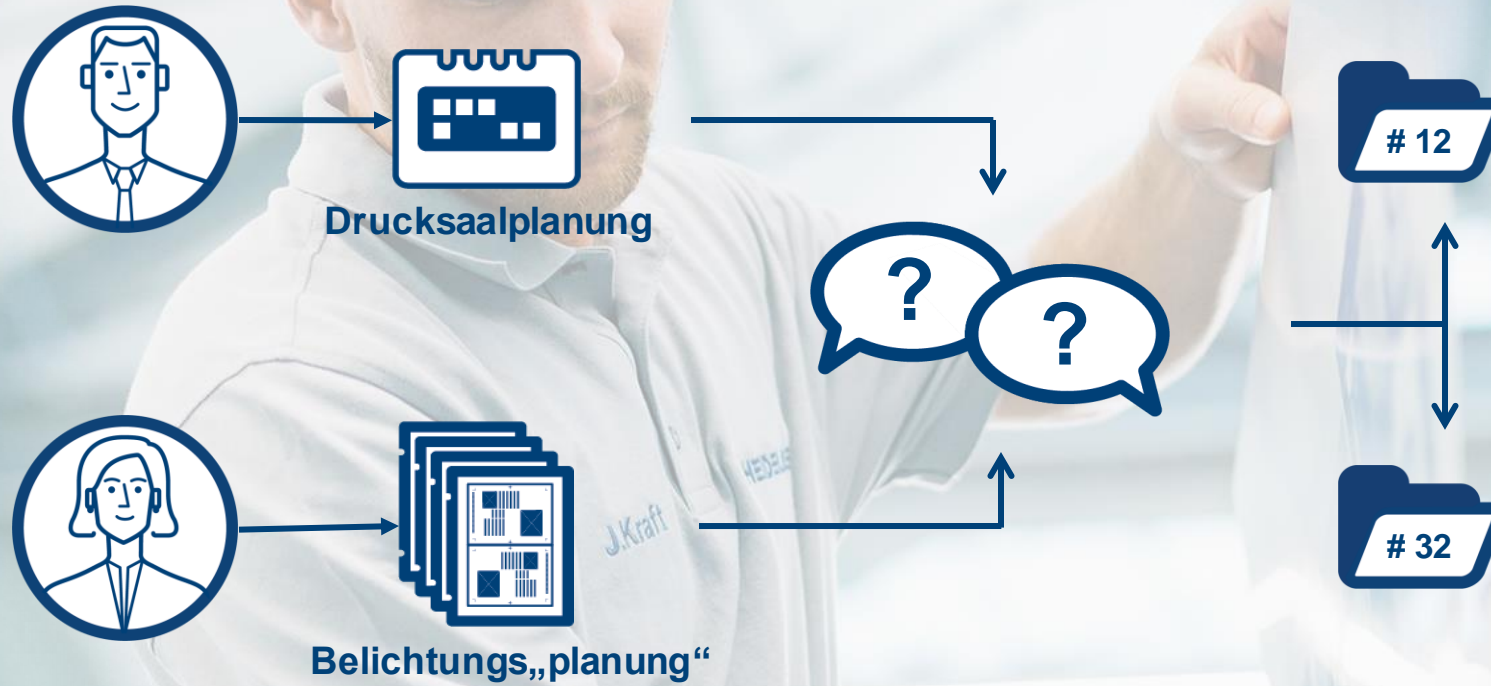 # 12
Drucksaalplanung
?
?
J.Kraft
# 32
Belichtungs„planung“